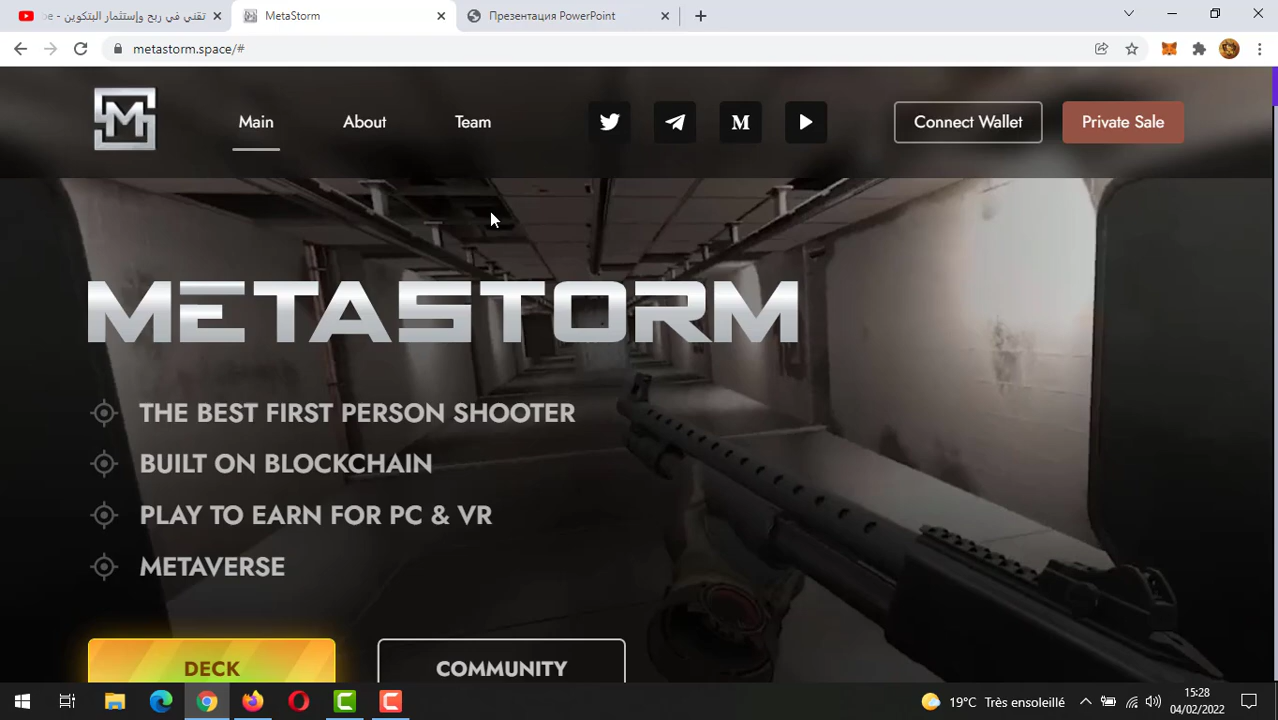 تقني في ربح وإستثمار البتكوين - be
MetaStorm
Презентация PowerPoint
metastorm.space/#
Main
About
Team
M
Connect Wallet
Private Sale
METASTORM
THE BEST FIRST PERSON SHOOTER
BUILT ON BLOCKCHAIN
PLAY TO EARN FOR PC & VR
METAVERSE
DECK
COMMUNITY
19°C Très ensoleillé
15:28
04/02/2022